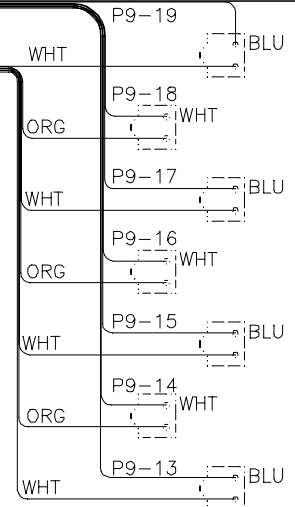 P9-19
WHT BLU
P9-18
ORG WHT
P9-17
WHT BLU
P9-16
ORG WHT
P9-15
WHT BLU
P9-14
ORG WHT
P9-13
WHT BLU